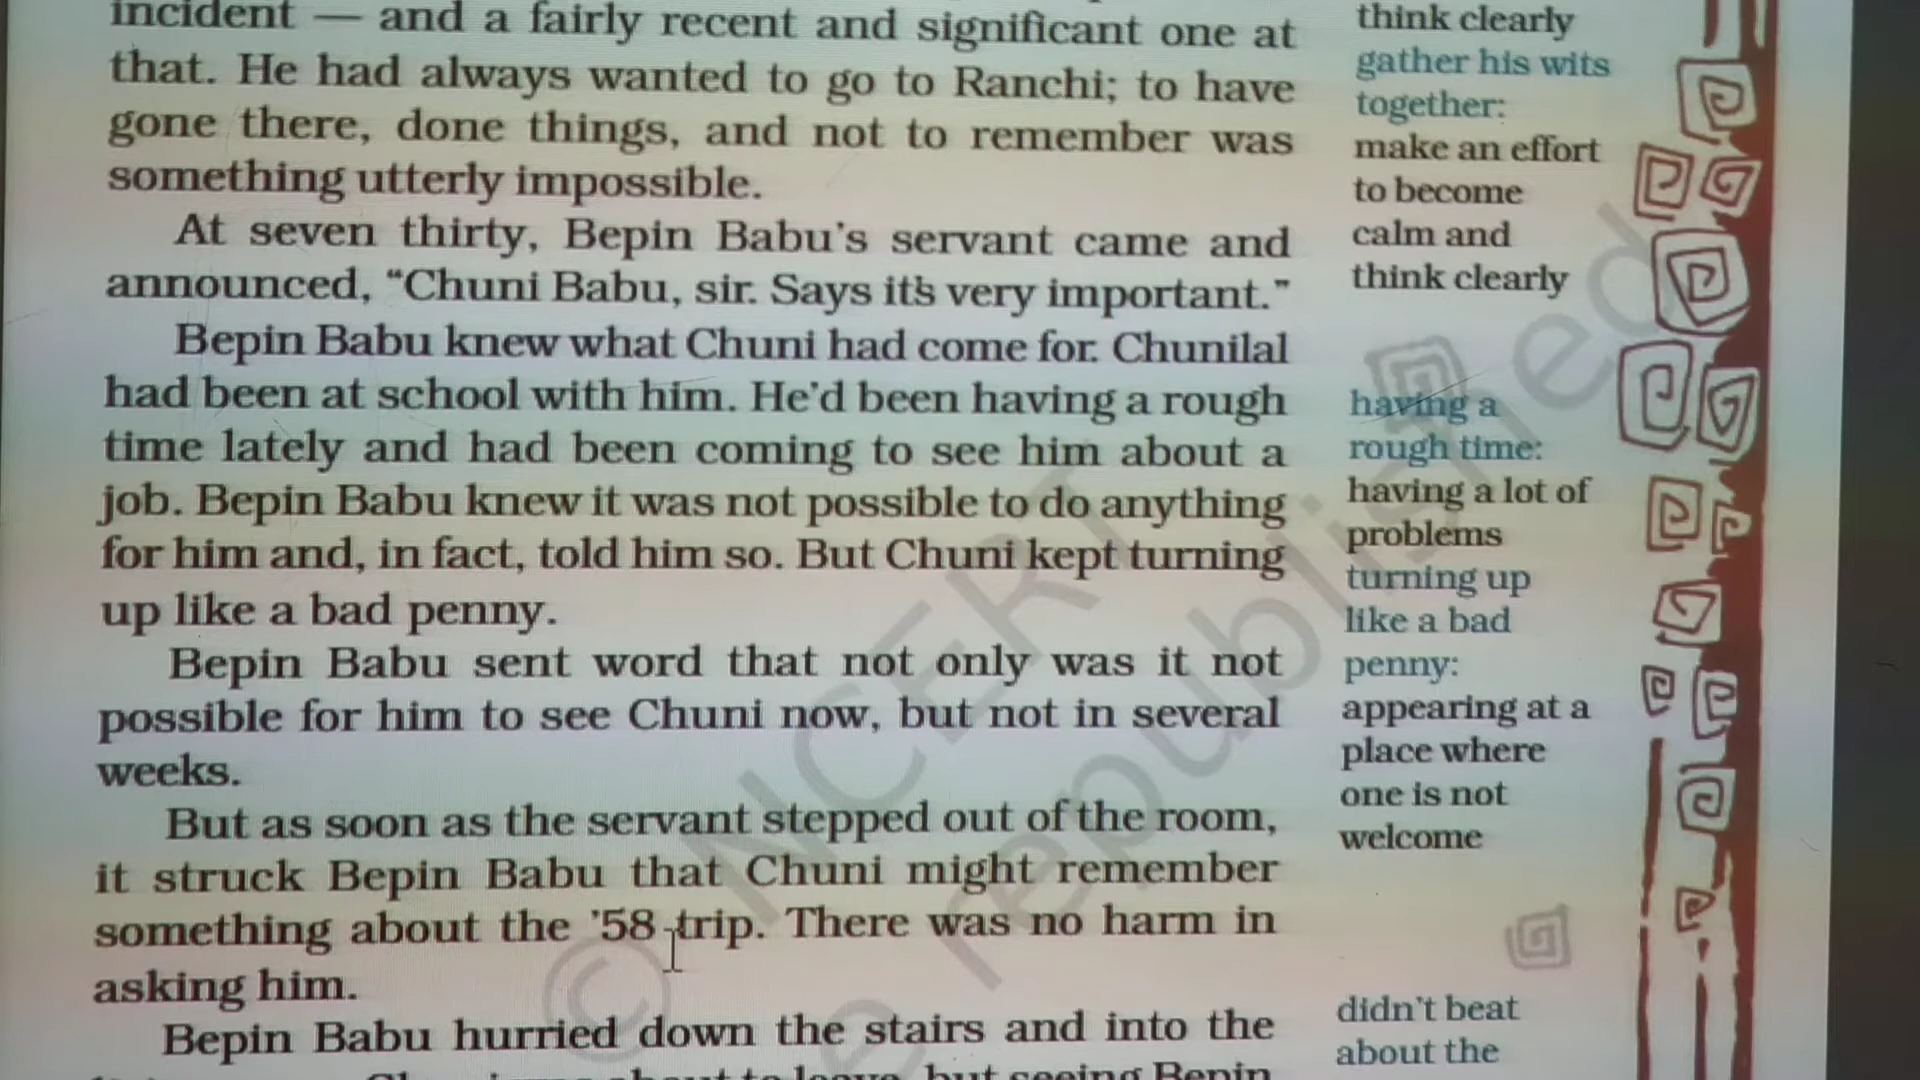 incident — and a fairly recent and significant one at
that. He had always wanted to go to Ranchi; to have
gone there, done things, and not to remember was
something utterly impossible.
At seven thirty, Bepin Babu's servant came and
announced, “Chuni Babu, sir. Says it's very important.”
Bepin Babu knew what Chuni had come for. Chunilal
had been at school with him. He'd been having a rough
time lately and had been coming to see him about a
job. Bepin Babu knew it was not possible to do anything
for him and, in fact, told him so. But Chuni kept turning
up like a bad penny.
Bepin Babu sent word that not only was it not
possible for him to see Chuni now, but not in several
weeks.
But as soon as the servant stepped out of the room,
it struck Bepin Babu that Chuni might remember
something about the '58 trip. There was no harm in
asking him.
Bepin Babu hurried down the stairs and into the
about to leave, but seeing Bepin
think clearly
gather his wits
together:
make an effort
to become
calm and
think clearly
having a
rough time:
having a lot of
problems
turning up
like a bad
penny:
appearing at a
place where
one is not
welcome
didn't beat
about the
© NCERT
republished